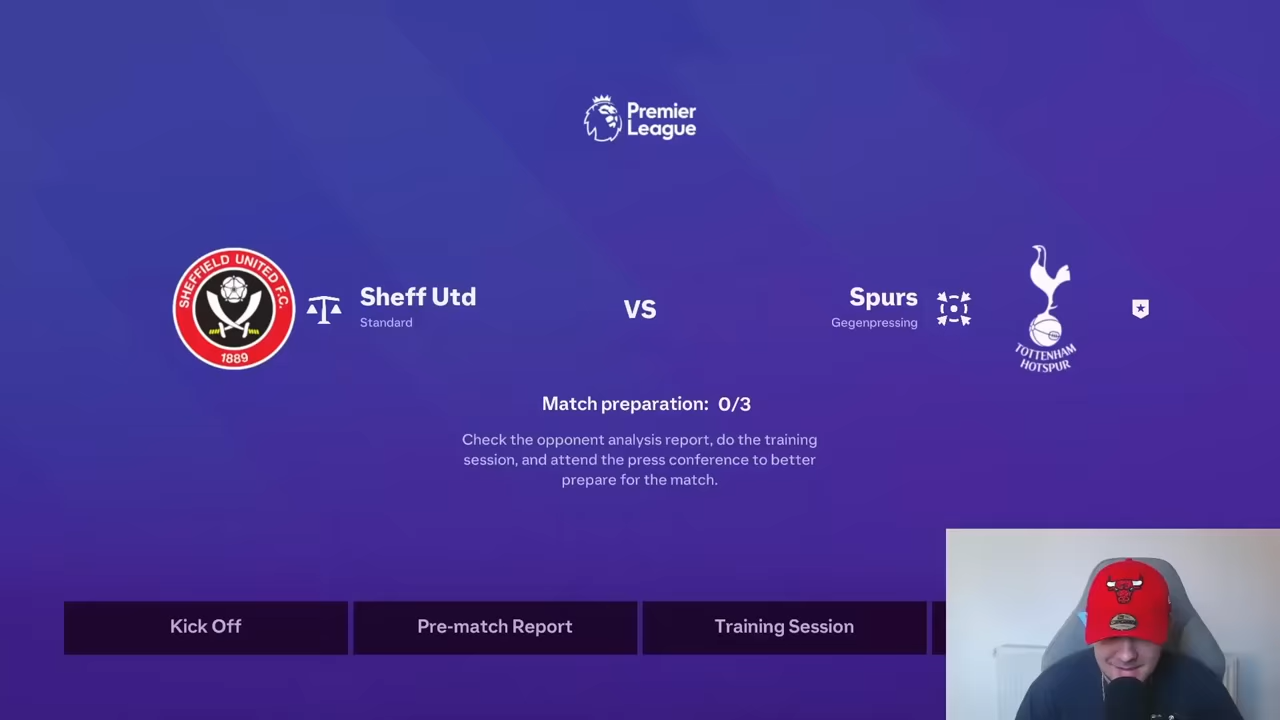 Premier
League
SHEFFIELD UNITED F.C.
1889
Sheff Utd
Standard
VS
Spurs
Gegenpressing
TOTTENHAM
HOTSPUR
Match preparation: 0/3
Check the opponent analysis report, do the training
session, and attend the press conference to better
prepare for the match.
Kick Off
Pre-match Report
Training Session